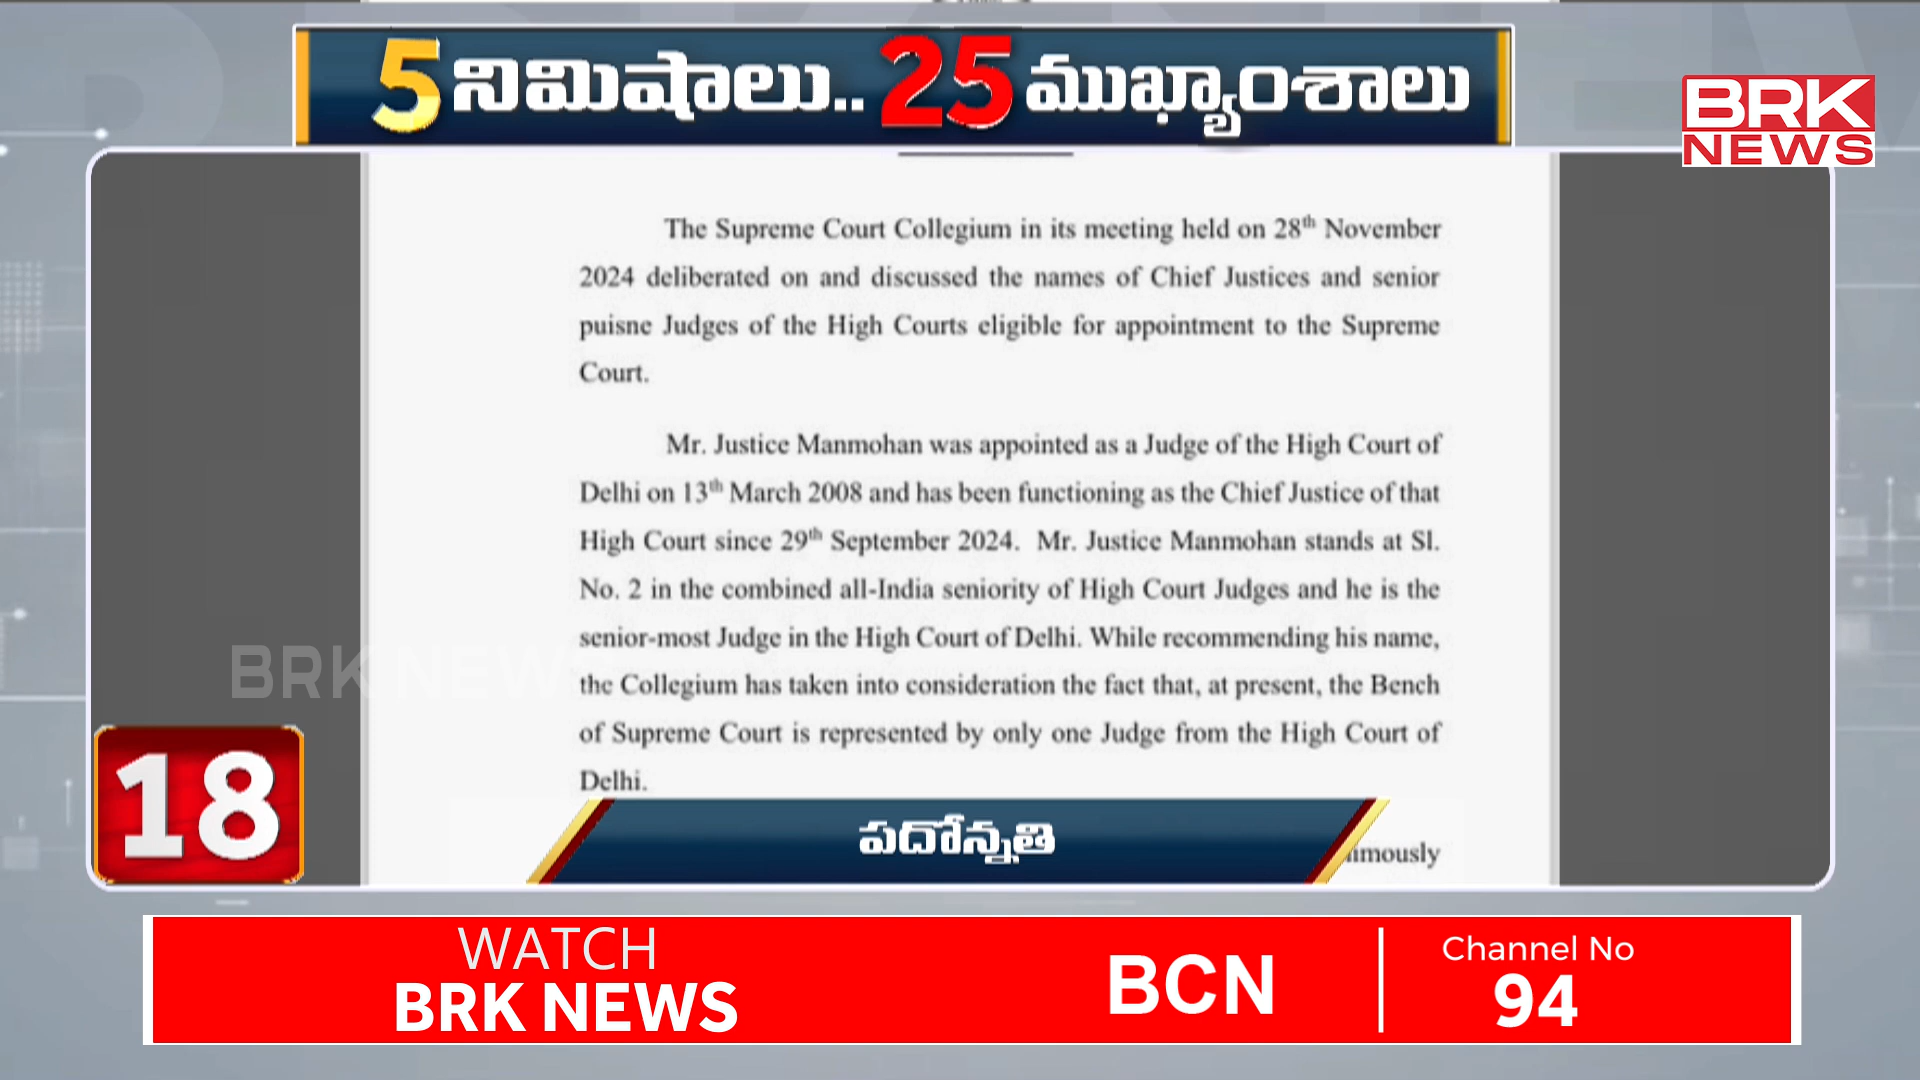 5 నిమిషాలు.. 25 ముఖ్యాంశాలు
BRK
NEWS
The Supreme Court Collegium in its meeting held on 28th November
2024 deliberated on and discussed the names of Chief Justices and senior
puisne Judges of the High Courts eligible for appointment to the Supreme
Court.
Mr. Justice Manmohan was appointed as a Judge of the High Court of
Delhi on 13th March 2008 and has been functioning as the Chief Justice of that
High Court since 29th September 2024. Mr. Justice Manmohan stands at Sl.
No. 2 in the combined all-India seniority of High Court Judges and he is the
senior-most Judge in the High Court of Delhi. While recommending his name,
the Collegium has taken into consideration the fact that, at present, the Bench
of Supreme Court is represented by only one Judge from the High Court of
Delhi.
BRK NEWS
18
పదోన్నతి
imously
WATCH
BRK NEWS
BCN
Channel No
94